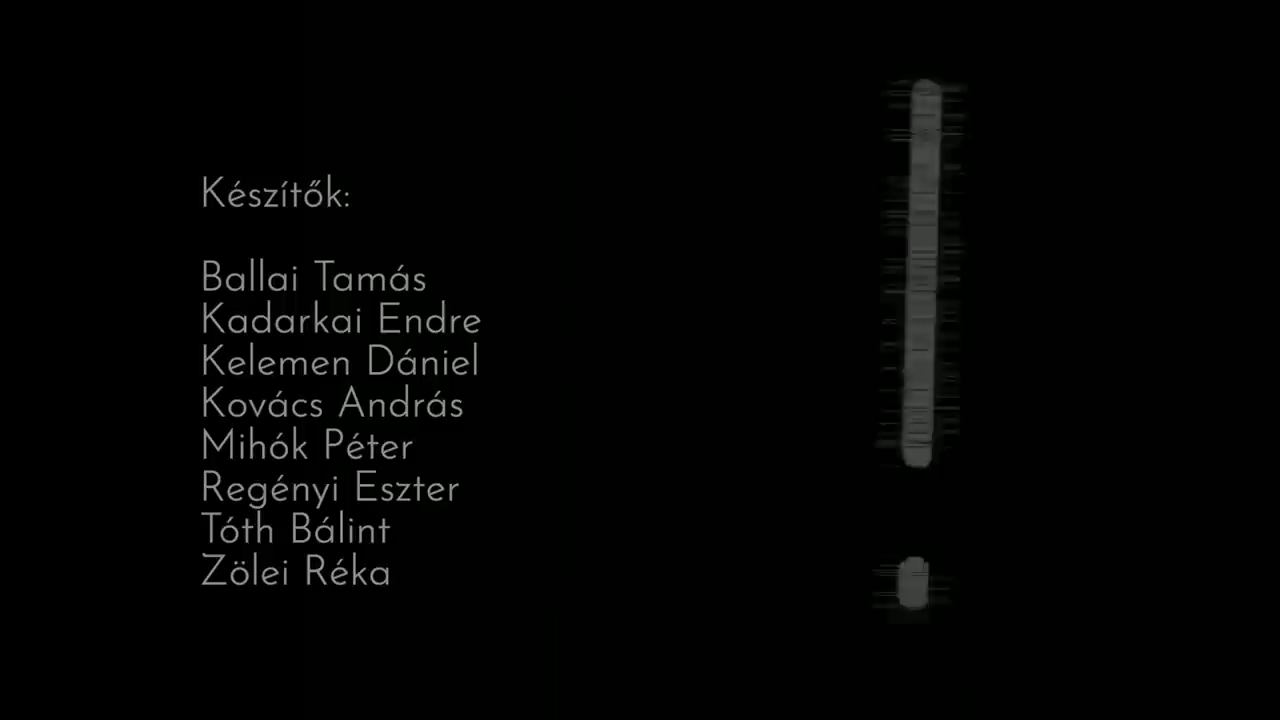 Készítők:
Ballai Tamás
Kadarkai Endre
Kelemen Dániel
Kovács András
Mihók Péter
Regényi Eszter
Tóth Bálint
Zölei Réka
!